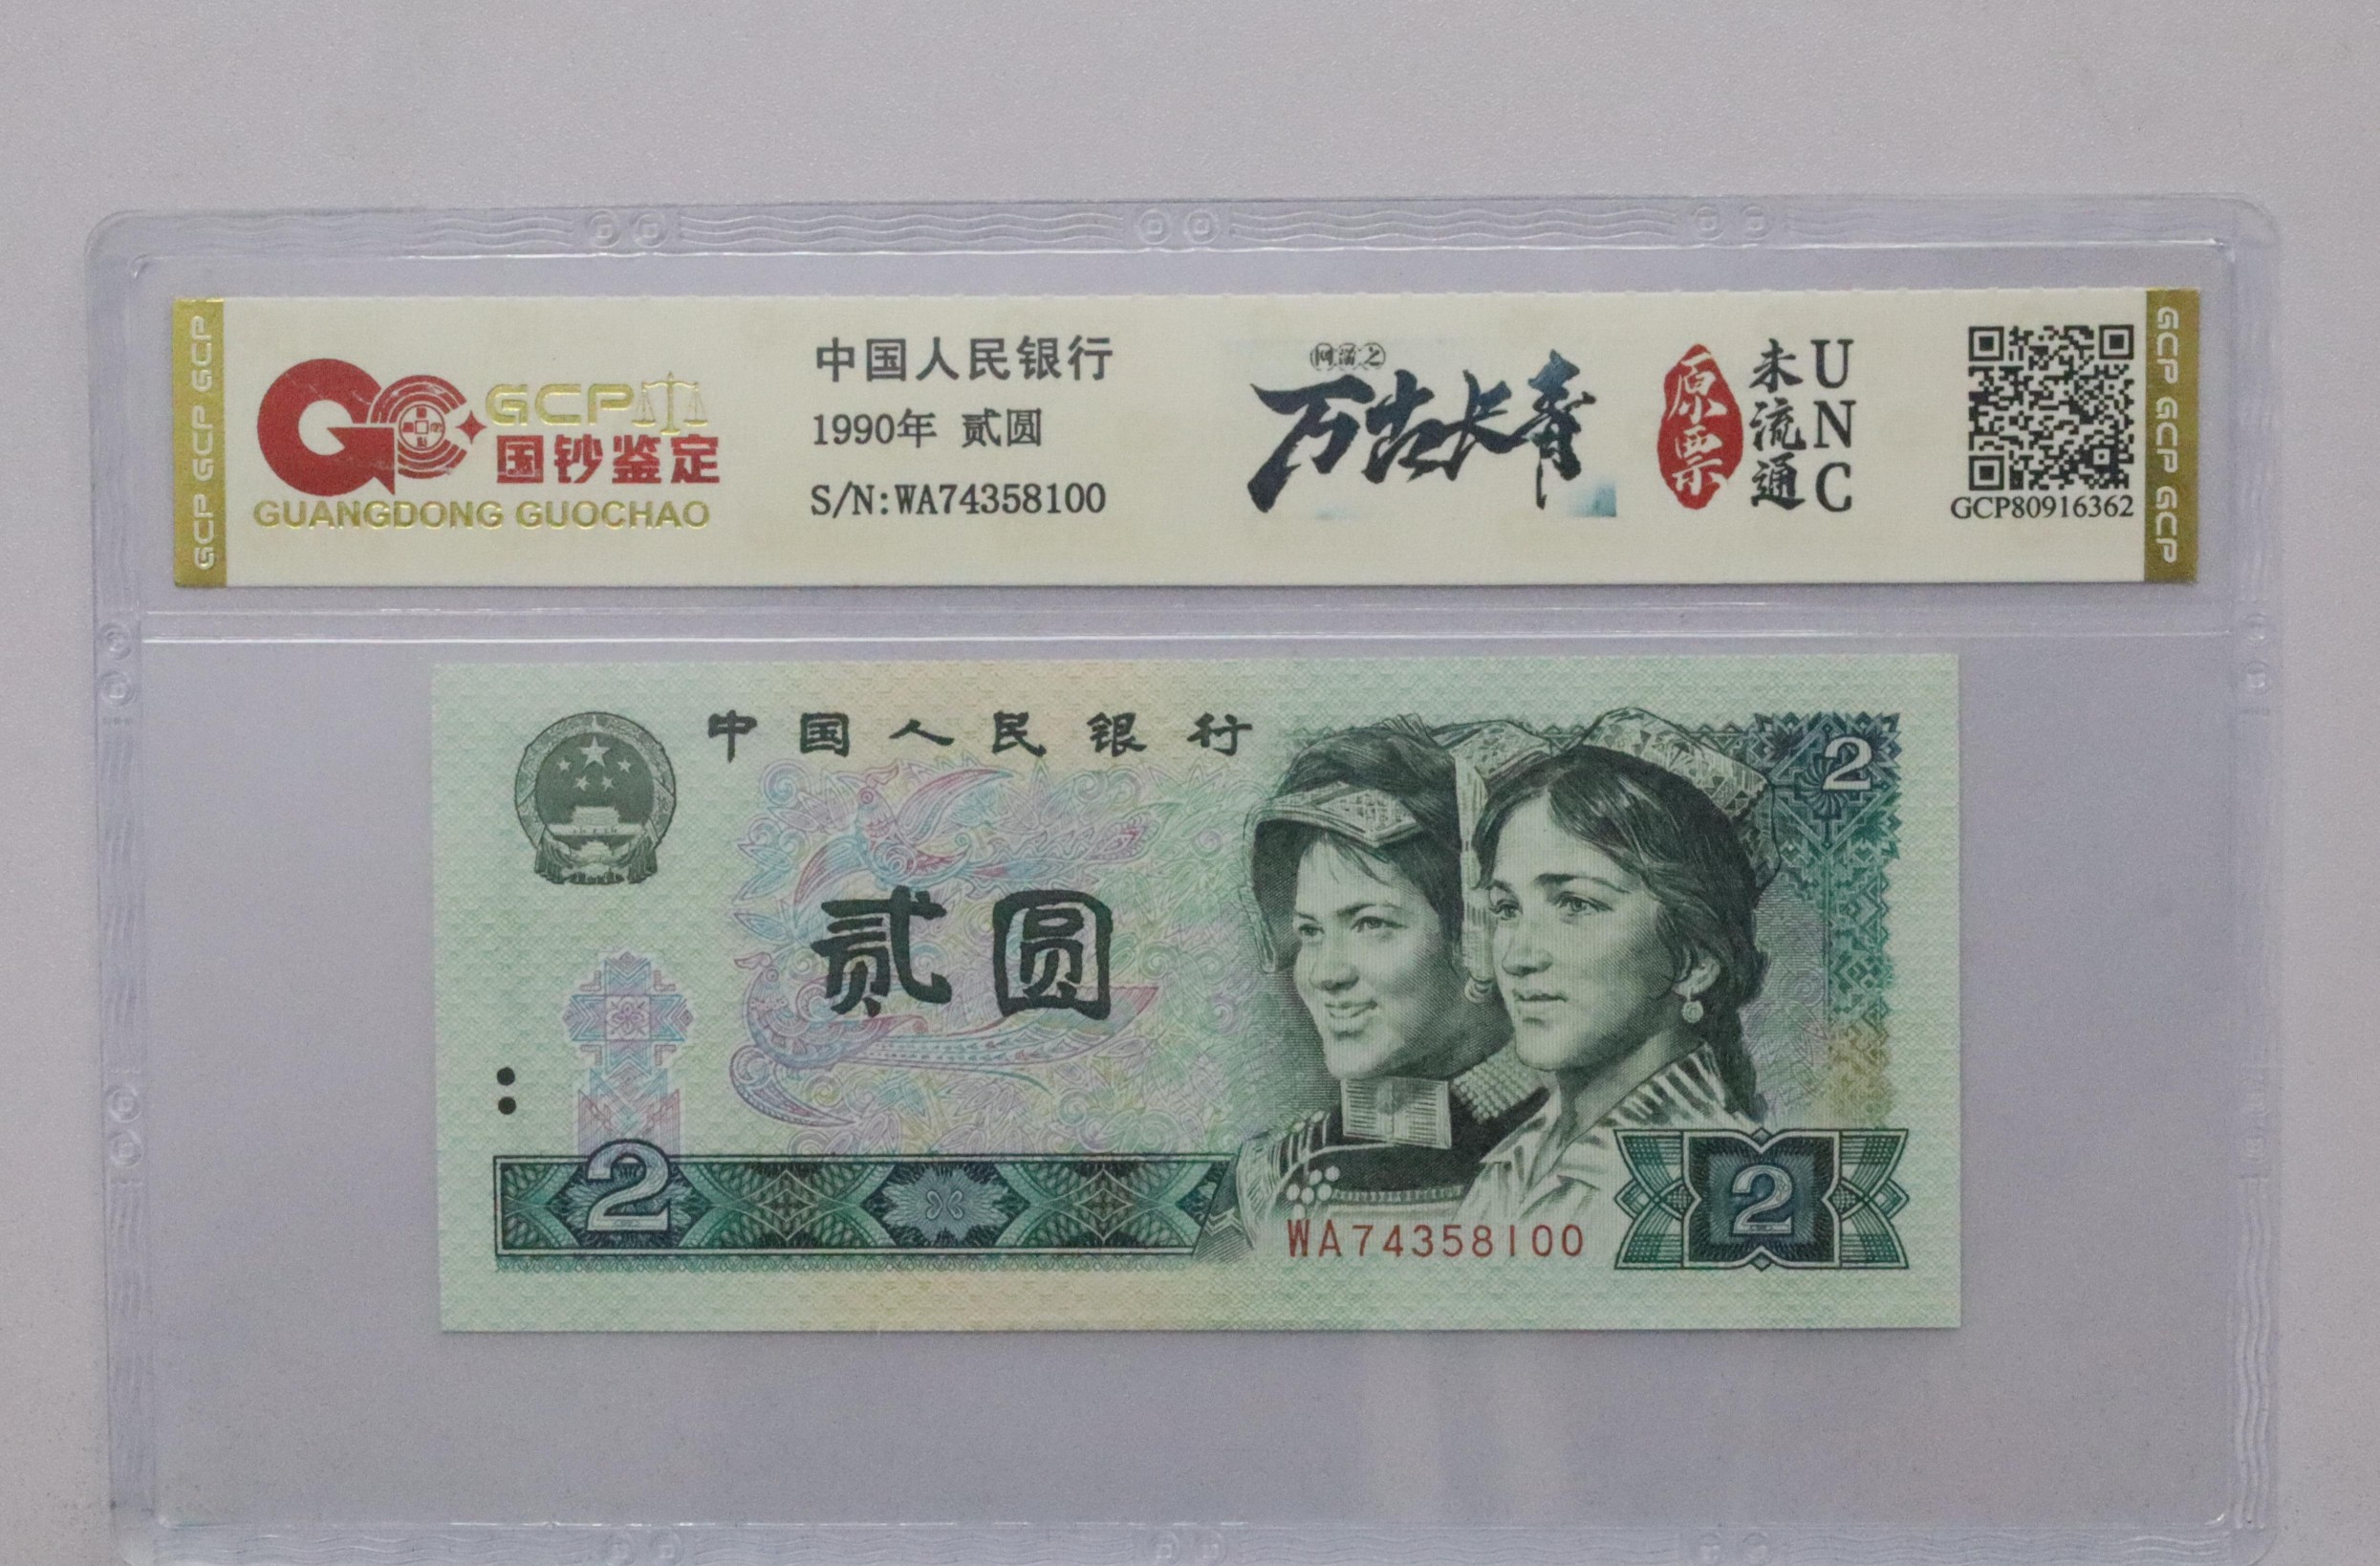 GCP GCP GCP
GCP
国钞鉴定
GUANGDONG GUOCHAO
中国人民银行
1990年 贰圆
S/N:WA74358100
万古长青
原票
未流通
UNC
GCP80916362
GCP GCP GCP
中国人民银行
2
贰圆
2
WA74358100
2